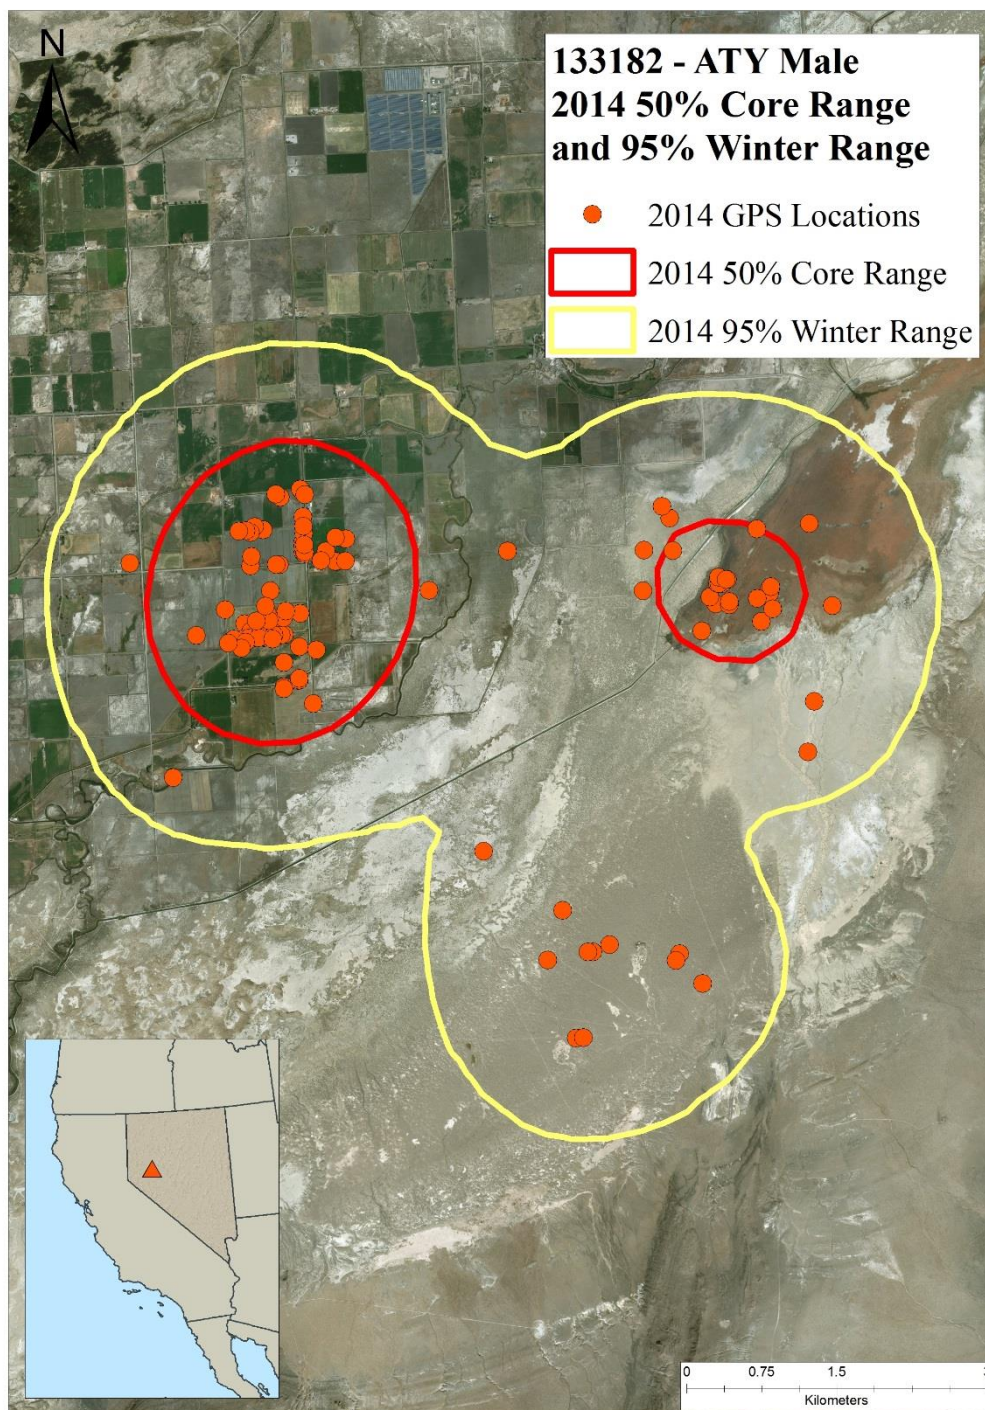 N
133182 - ATY Male
2014 50% Core Range
and 95% Winter Range
2014 GPS Locations
2014 50% Core Range
2014 95% Winter Range
0 0.75 1.5
Kilometers